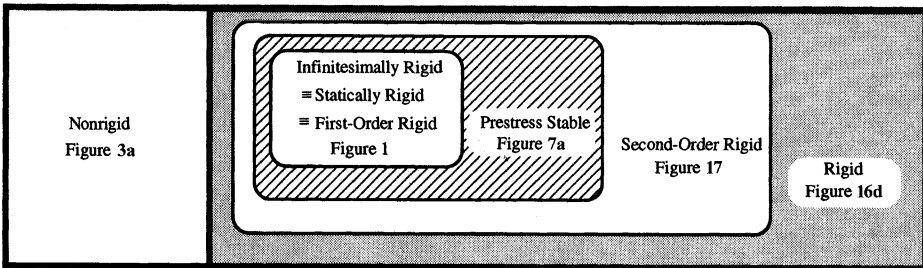 Nonrigid
Figure 3a
Infinitesimally Rigid
≡ Statically Rigid
≡ First-Order Rigid
Figure 1
Prestress Stable
Figure 7a
Second-Order Rigid
Figure 17
Rigid
Figure 16d